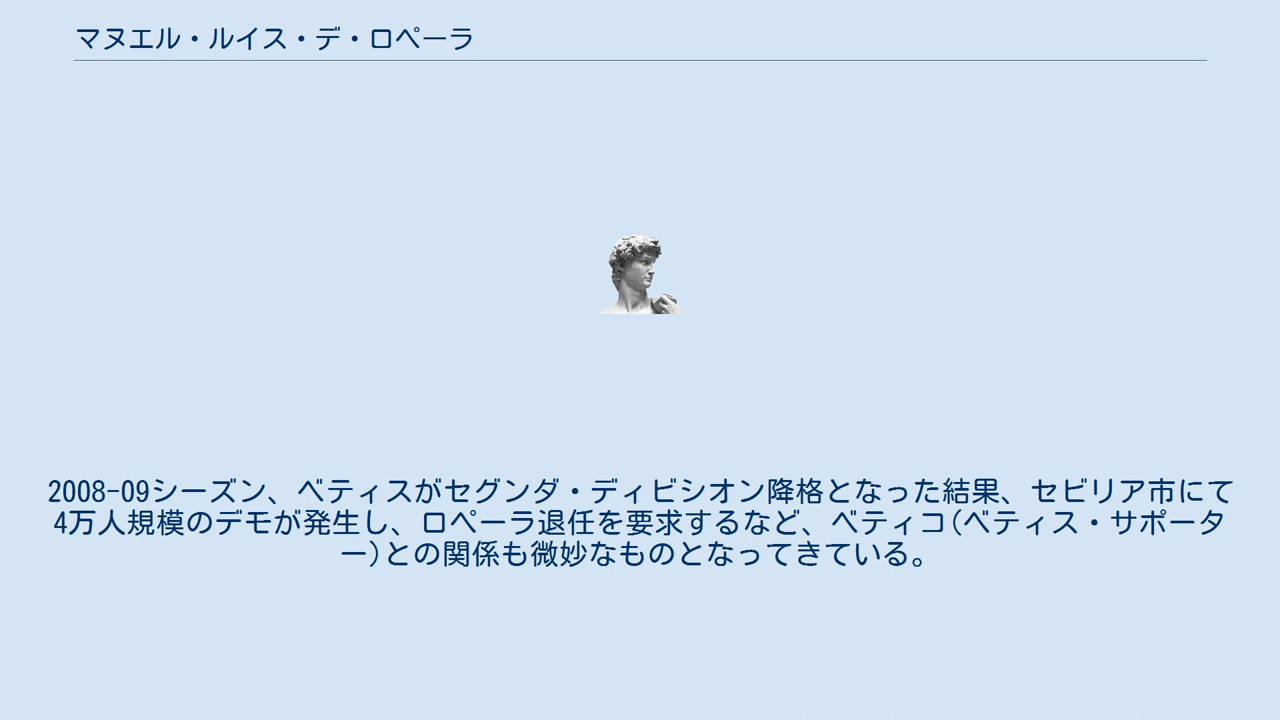 マヌエル・ルイス・デ・ロペーラ
2008-09シーズン、ベティスがセグンダ・ディビシオン降格となった結果、セビリア市にて
4万人規模のデモが発生し、ロペーラ退任を要求するなど、ベティコ(ベティス・サポータ
ー)との関係も微妙なものとなってきている。